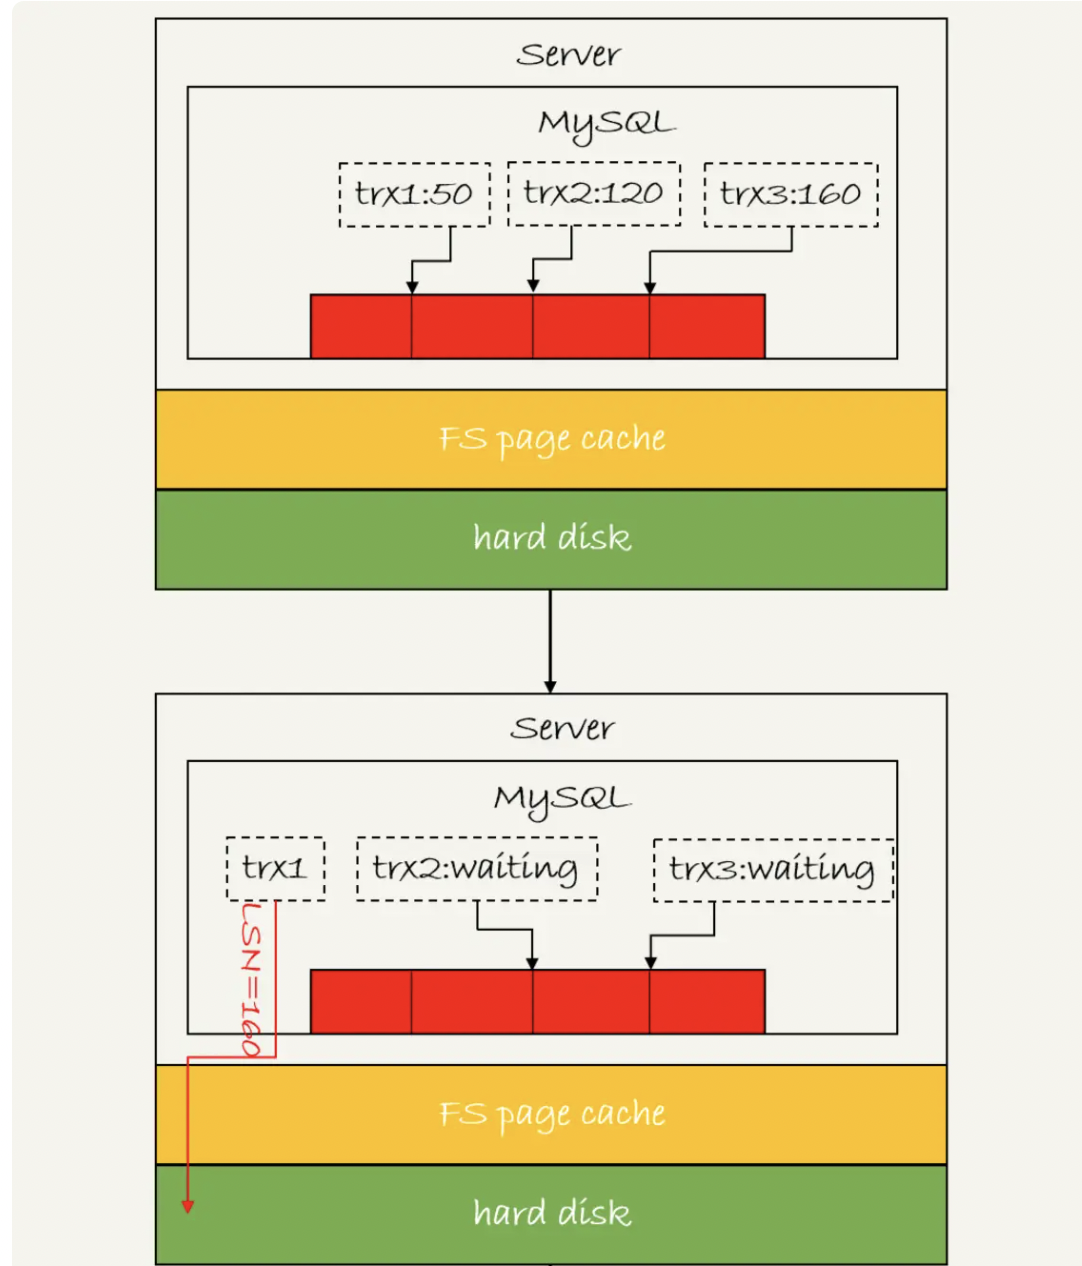 Server
MySQL
trx1:50 trx2:120 trx3:160
FS page cache
hard disk
Server
MySQL
trx1 trx2:waiting trx3:waiting
LSN=160
FS page cache
hard disk